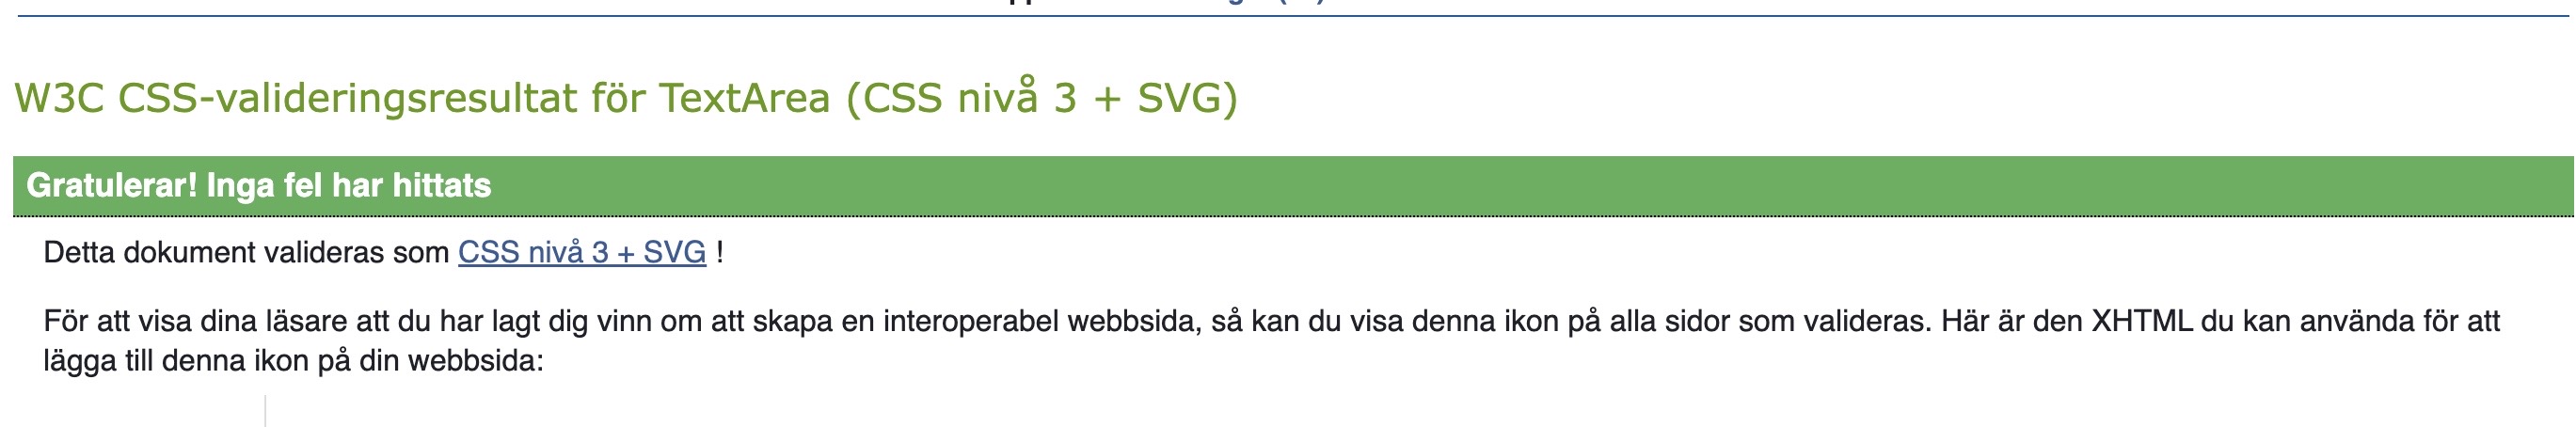 W3C CSS-valideringsresultat för TextArea (CSS nivå 3 + SVG)
Gratulerar! Inga fel har hittats
Detta dokument valideras som CSS nivå 3 + SVG !
För att visa dina läsare att du har lagt dig vinn om att skapa en interoperabel webbsida, så kan du visa denna ikon på alla sidor som valideras. Här är den XHTML du kan använda för att
lägga till denna ikon på din webbsida: